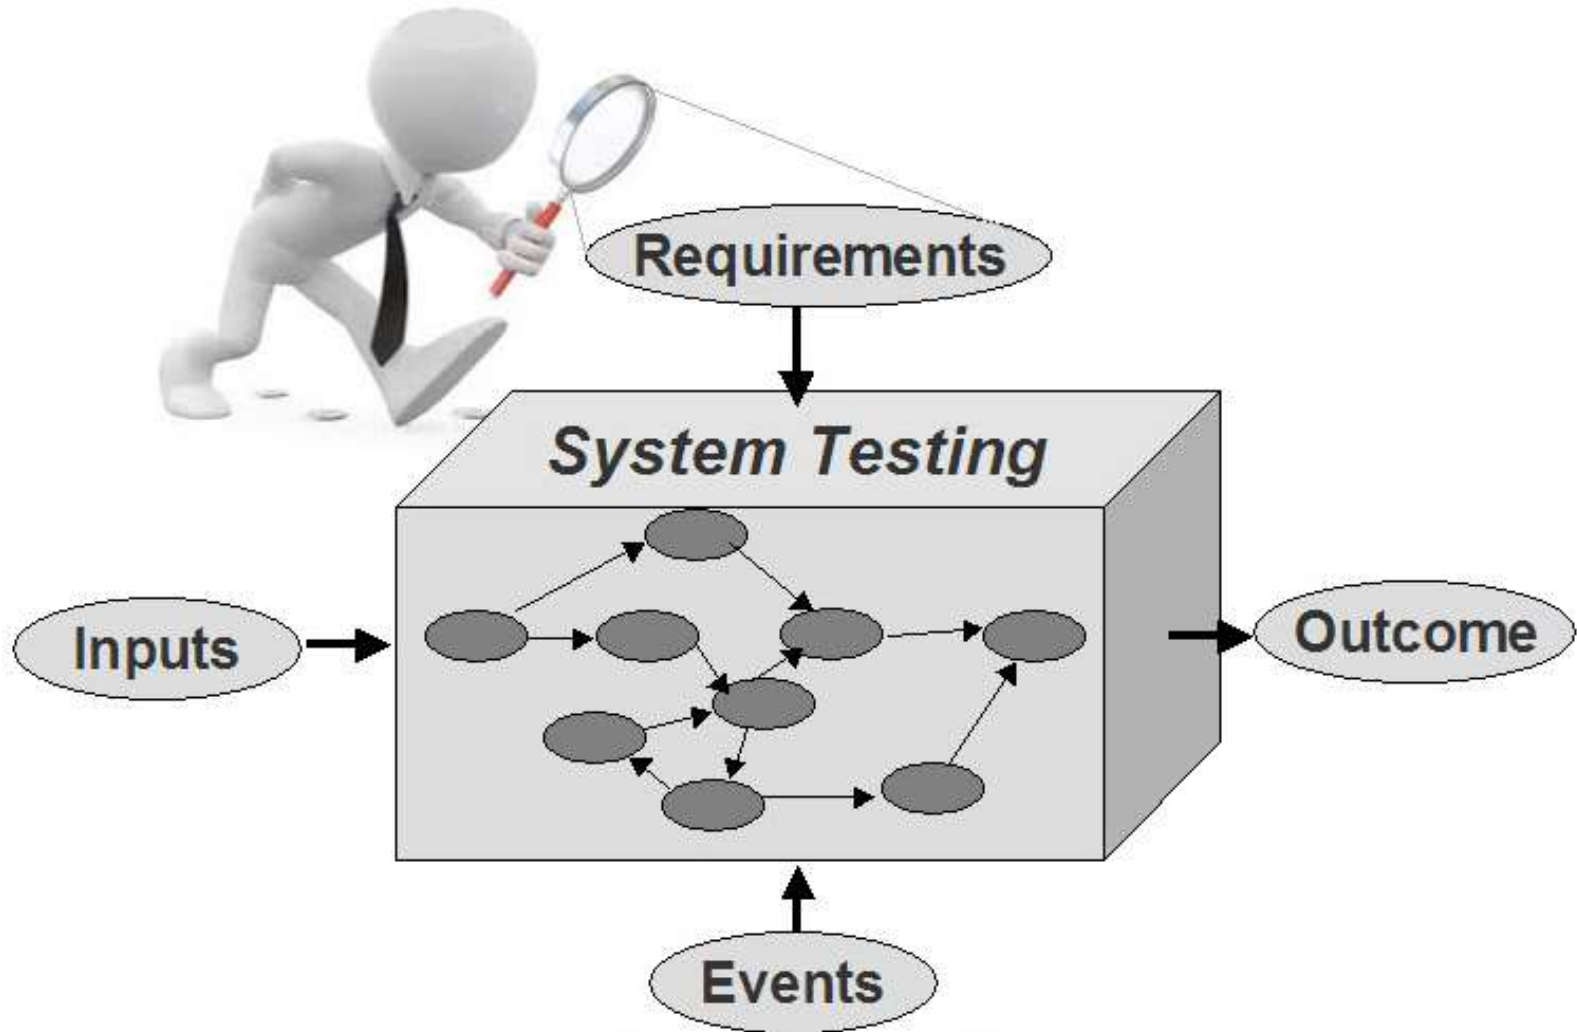 Requirements
System Testing
Inputs
Outcome
Events